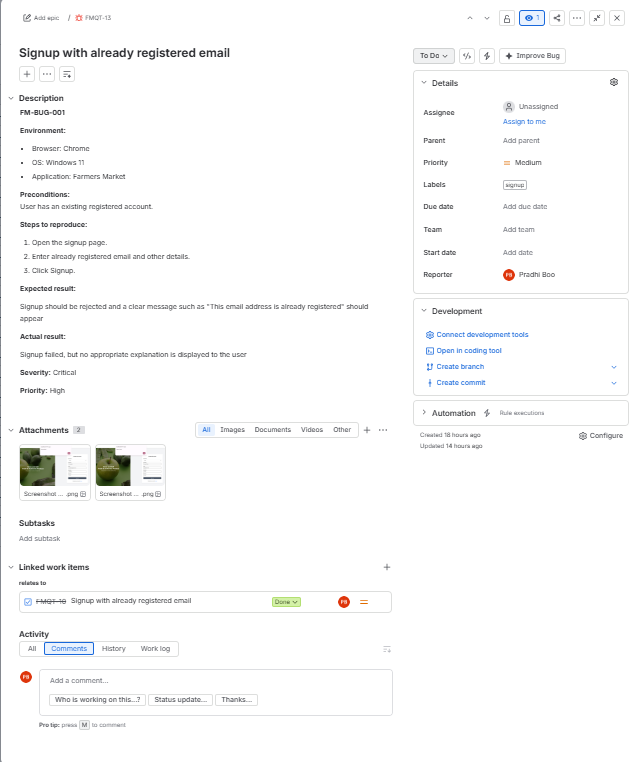 Add epic / FMQT-13
1
Signup with already registered email
To Do
Improve Bug
Description
FM-BUG-001
Environment:
• Browser: Chrome
• OS: Windows 11
• Application: Farmers Market
Preconditions:
User has an existing registered account.
Steps to reproduce:
1. Open the signup page.
2. Enter already registered email and other details.
3. Click Signup.
Expected result:
Signup should be rejected and a clear message such as "This email address is already registered" should
appear
Actual result:
Signup failed, but no appropriate explanation is displayed to the user
Severity: Critical
Priority: High
Attachments 2
All Images Documents Videos Other
Screenshot ... .png
Screenshot ... .png
Subtasks
Add subtask
Linked work items
relates to
FMQT-10 Signup with already registered email Done PB
Activity
All Comments History Work log
PB
Add a comment...
Who is working on this...? Status update... Thanks...
Pro tip: press M to comment
Details
Assignee Unassigned
Assign to me
Parent Add parent
Priority Medium
Labels signup
Due date Add due date
Team Add team
Start date Add date
Reporter PB Pradhi Boo
Development
Connect development tools
Open in coding tool
Create branch
Create commit
Automation Rule executions
Created 18 hours ago
Updated 14 hours ago
Configure